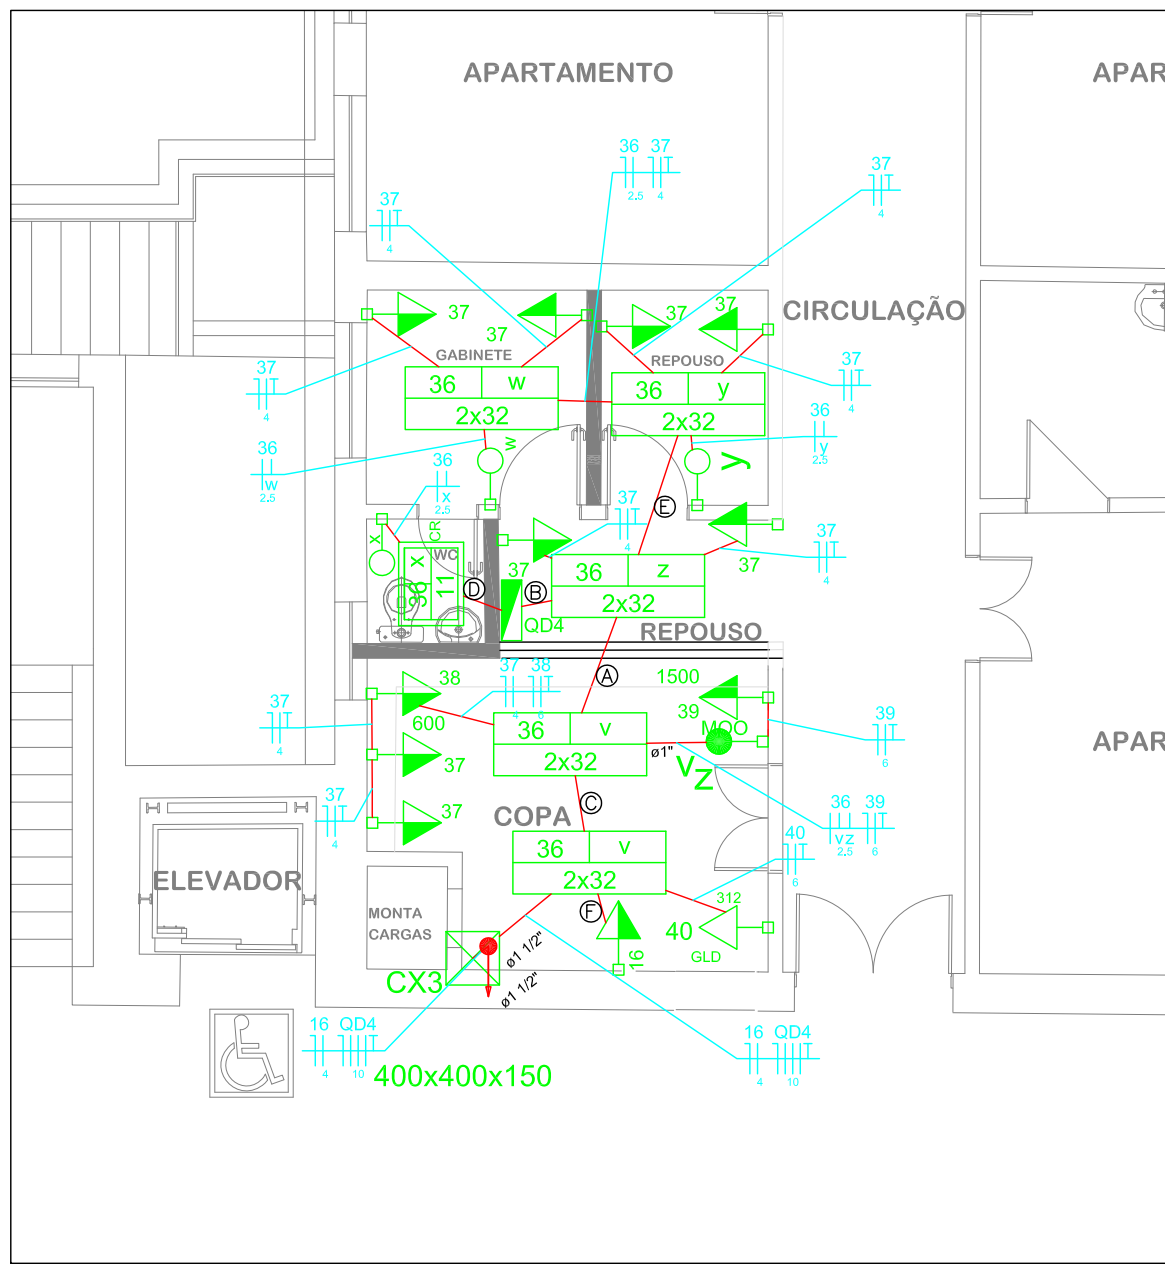 APARTAMENTO
APAR
36 37
2.5 4
37
4
37
4
CIRCULAÇÃO
37
37
37
37
GABINETE
REPOUSO
37
4
37
4
36 w
2x32
36 y
2x32
36
y
2.5
w
y
36
w
2.5
36
x
2.5
E
37
4
37
4
x
CR
WC
36 x
11
D
37
B
QD4
36 z
2x32
37
REPOUSO
A
38
600
37 38
4 6
1500
39
MOO
37
4
36 v
2x32
ø1"
VZ
39
6
APAR
37
37
4
37
C
COPA
36 v
2x32
36 39
vz
2.5 6
40
6
ELEVADOR
MONTA
CARGAS
F
312
40
GLD
16
CX3
ø1 1/2"
ø1 1/2"
16 QD4
4 10
16 QD4
4 10
400x400x150